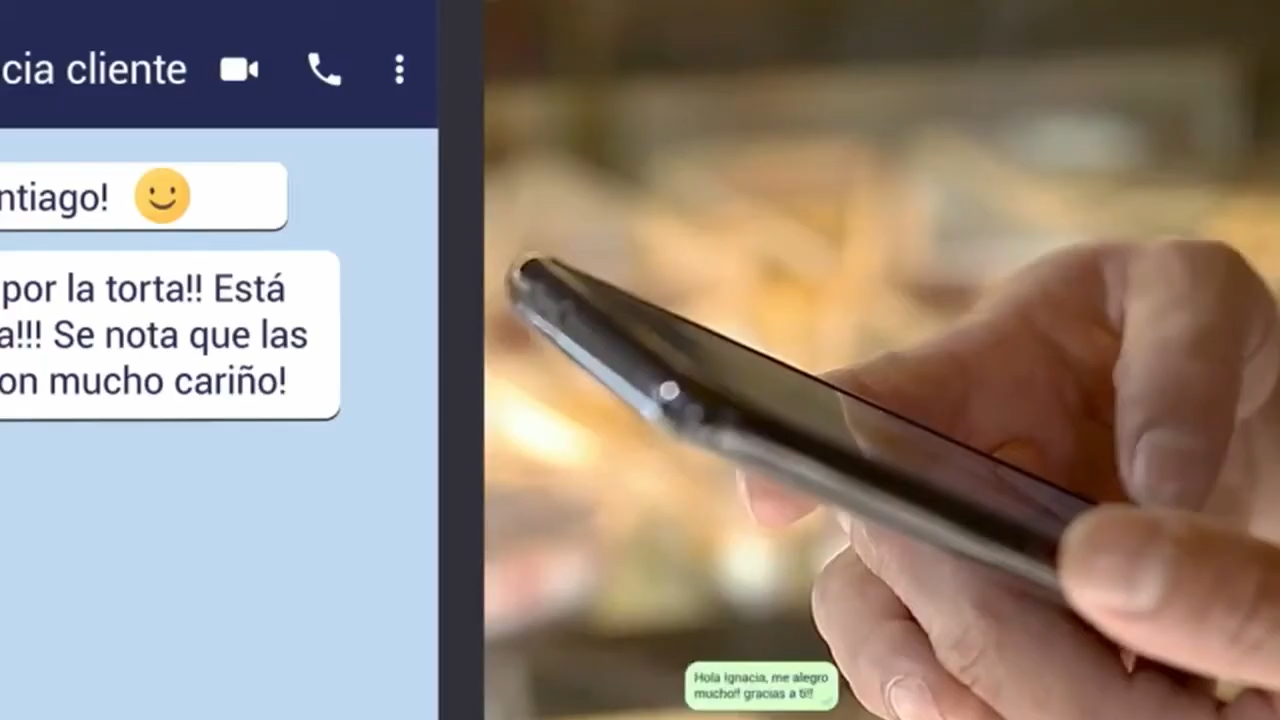 cia cliente
ntiago!
por la torta!! Está
a!!! Se nota que las
on mucho cariño!
Hola Ignacia, me alegro
mucho!! gracias a ti!!